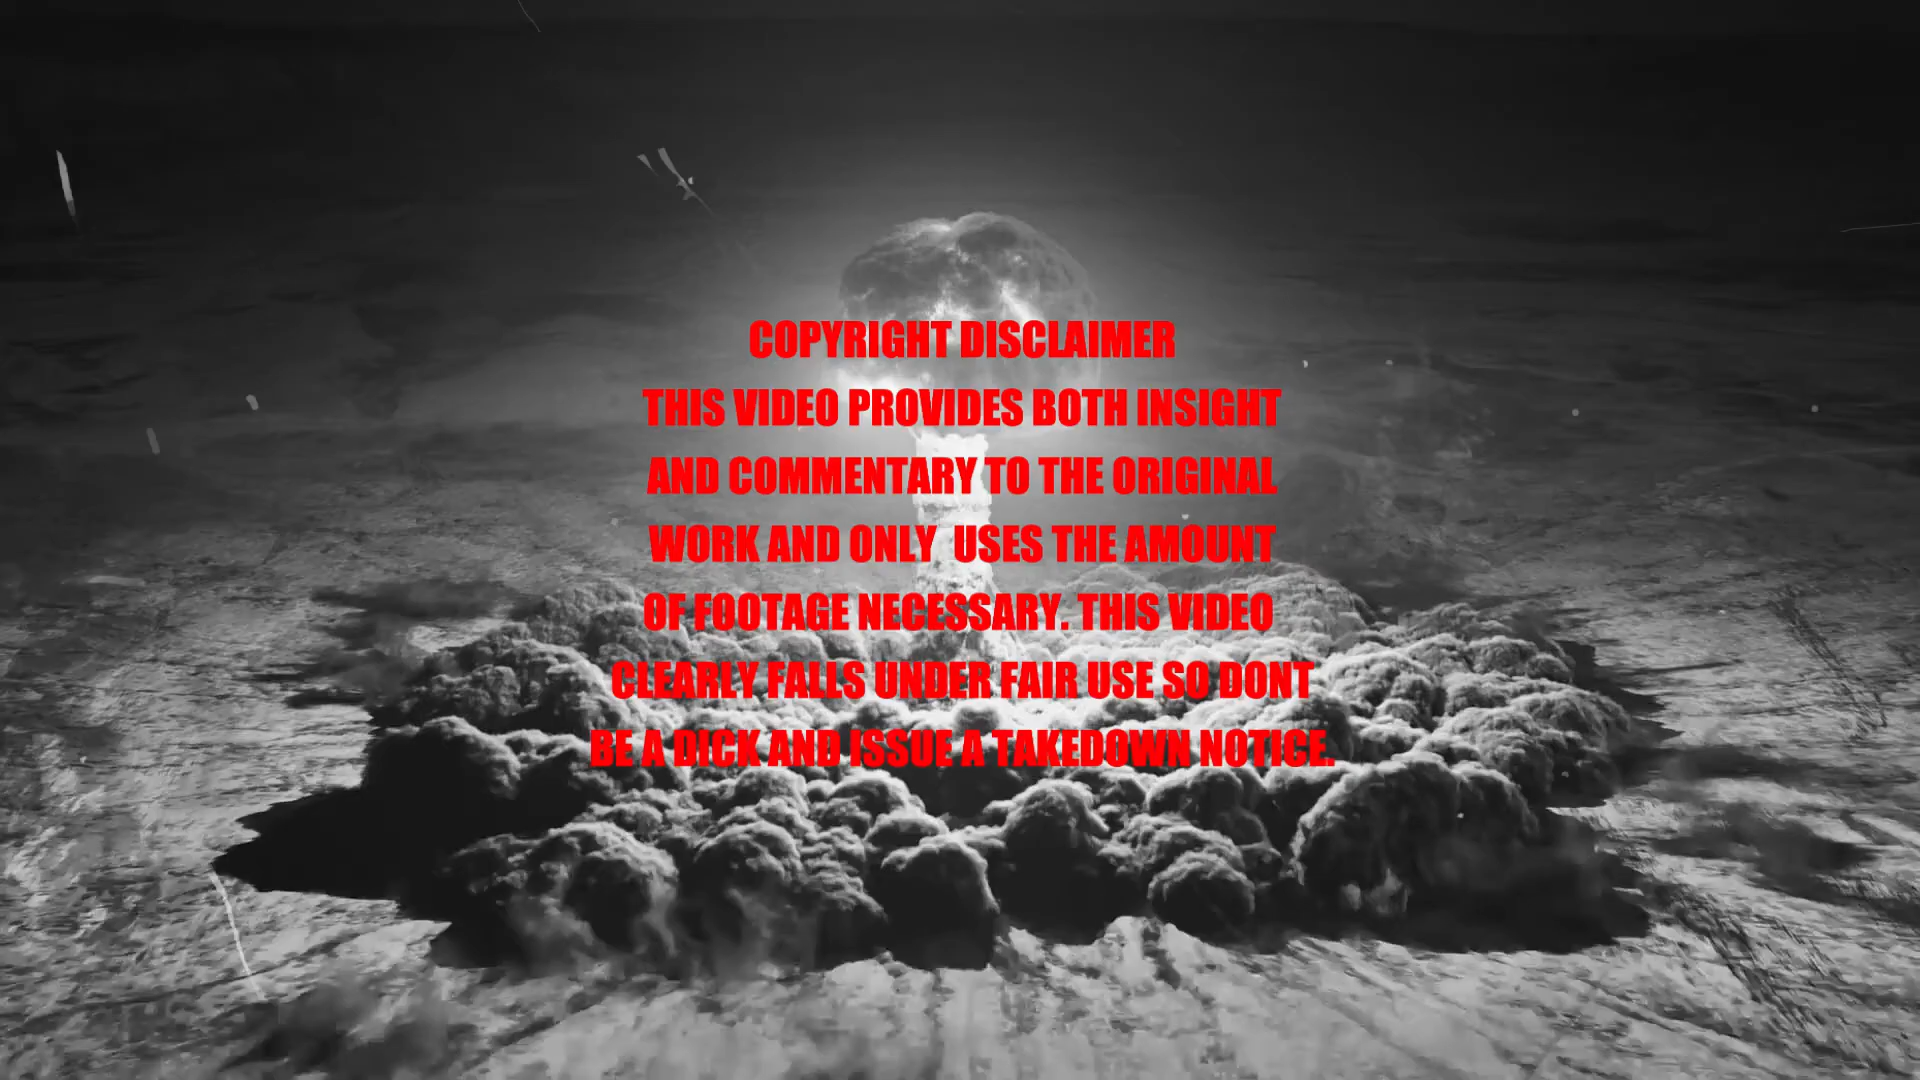 COPYRIGHT DISCLAIMER
THIS VIDEO PROVIDES BOTH INSIGHT
AND COMMENTARY TO THE ORIGINAL
WORK AND ONLY  USES THE AMOUNT
OF FOOTAGE NECESSARY. THIS VIDEO
CLEARLY FALLS UNDER FAIR USE SO DONT
BE A DICK AND ISSUE A TAKEDOWN NOTICE.